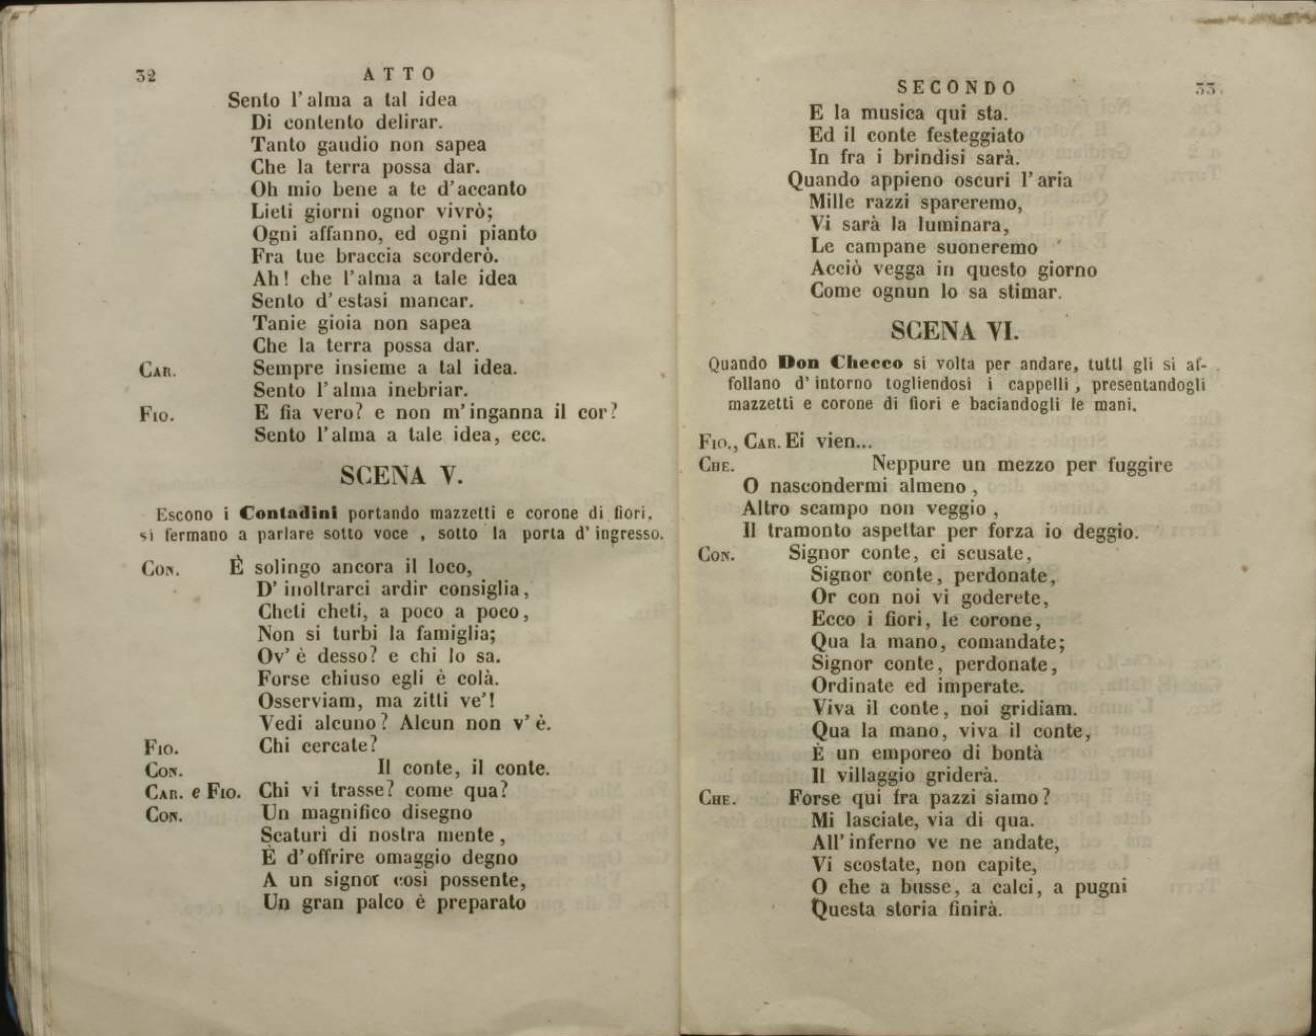 32
ATTO
Sento l'alma a tal idea
Di contento delirar.
Tanto gaudio non sapea
Che la terra possa dar.
Oh mio bene a te d'accanto
Lieti giorni ognor vivrò;
Ogni affanno, ed ogni pianto
Fra tue braccia scorderò.
Ah! che l'alma a tale idea
Sento d'estasi mancar.
Tanie gioia non sapea
Che la terra possa dar.
CAR. Sempre insieme a tal idea.
Sento l'alma inebriar.
FIO. E fia vero? e non m'inganna il cor?
Sento l'alma a tale idea, ecc.
SCENA V.
Escono i Contadini portando mazzetti e corone di fiori,
si fermano a parlare sotto voce, sotto la porta d'ingresso.
CON. È solingo ancora il loco,
D'inoltrarci ardir consiglia,
Cheti cheti, a poco a poco,
Non si turbi la famiglia;
Ov'è desso? e chi lo sa.
Forse chiuso egli è colà.
Osserviam, ma zitti ve'!
Vedi alcuno? Alcun non v'è.
FIO. Chi cercate?
CON. Il conte, il conte.
CAR. e FIO. Chi vi trasse? come qua?
CON. Un magnifico disegno
Scaturì di nostra mente,
E d'offrire omaggio degno
A un signor così possente,
Un gran palco è preparato
SECONDO
33
E la musica qui sta.
Ed il conte festeggiato
In fra i brindisi sarà.
Quando appieno oscuri l'aria
Mille razzi spareremo,
Vi sarà la luminara,
Le campane suoneremo
Acciò vegga in questo giorno
Come ognun lo sa stimar.
SCENA VI.
Quando Don Checco si volta per andare, tutti gli si af-
follano d'intorno togliendosi i cappelli, presentandogli
mazzetti e corone di fiori e baciandogli le mani.
FIO., CAR. Ei vien...
CHE. Neppure un mezzo per fuggire
O nascondermi almeno,
Altro scampo non veggio,
Il tramonto aspettar per forza io deggio.
CON. Signor conte, ci scusate,
Signor conte, perdonate,
Or con noi vi goderete,
Ecco i fiori, le corone,
Qua la mano, comandate;
Signor conte, perdonate,
Ordinate ed imperate.
Viva il conte, noi gridiam.
Qua la mano, viva il conte,
È un emporeo di bontà
Il villaggio griderà.
CHE. Forse qui fra pazzi siamo?
Mi lasciate, via di qua.
All'inferno ve ne andate,
Vi scostate, non capite,
O che a busse, a calci, a pugni
Questa storia finirà.